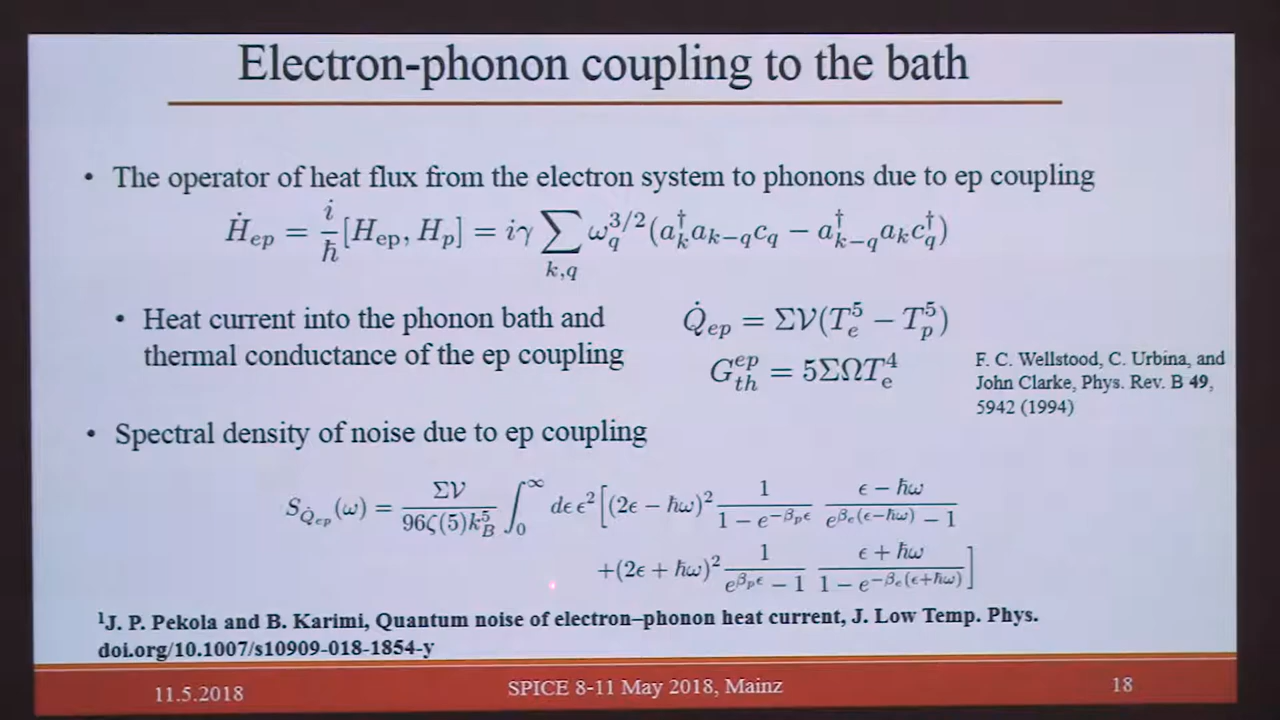 Electron-phonon coupling to the bath
• The operator of heat flux from the electron system to phonons due to ep coupling
Ḣ_ep = i/ħ [H_ep, H_p] = iγ ∑_{k,q} ω_q^{3/2}(a_k^† a_{k−q} c_q − a_{k−q}^† a_k c_q^†)
• Heat current into the phonon bath and
thermal conductance of the ep coupling
Q̇_ep = Σ𝒱(T_e^5 − T_p^5)
G_th^ep = 5ΣΩT_e^4
F. C. Wellstood, C. Urbina, and
John Clarke, Phys. Rev. B 49,
5942 (1994)
• Spectral density of noise due to ep coupling
S_{Q̇_ep}(ω) = Σ𝒱/(96ζ(5)k_B^5) ∫_0^∞ dϵ ϵ^2 [(2ϵ − ħω)^2 1/(1 − e^{−β_p ϵ}) (ϵ − ħω)/(e^{β_e(ϵ−ħω)} − 1)
+(2ϵ + ħω)^2 1/(e^{β_p ϵ} − 1) (ϵ + ħω)/(1 − e^{−β_e(ϵ+ħω)})]
¹J. P. Pekola and B. Karimi, Quantum noise of electron–phonon heat current, J. Low Temp. Phys.
doi.org/10.1007/s10909-018-1854-y
11.5.2018
SPICE 8-11 May 2018, Mainz
18